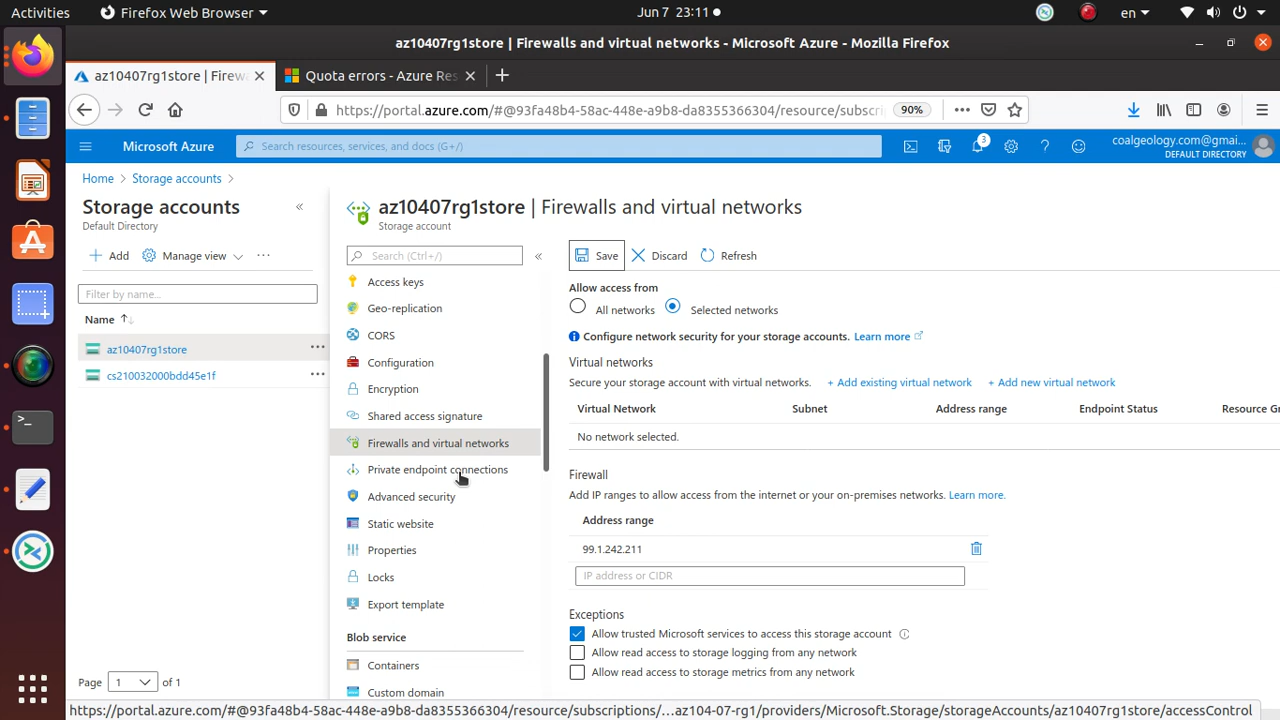 Activities
Firefox Web Browser
Jun 7 23:11
en
az10407rg1store | Firewalls and virtual networks - Microsoft Azure - Mozilla Firefox
az10407rg1store | Firewa
Quota errors - Azure Res
https://portal.azure.com/#@93fa48b4-58ac-448e-a9b8-da8355366304/resource/subscri
90%
Microsoft Azure
Search resources, services, and docs (G+/)
3
coalgeology.com@gmai...
DEFAULT DIRECTORY
Home
Storage accounts
Storage accounts
Default Directory
Add
Manage view
Filter by name...
Name
az10407rg1store
cs210032000bdd45e1f
Page 1 of 1
az10407rg1store | Firewalls and virtual networks
Storage account
Search (Ctrl+/)
Access keys
Geo-replication
CORS
Configuration
Encryption
Shared access signature
Firewalls and virtual networks
Private endpoint connections
Advanced security
Static website
Properties
Locks
Export template
Blob service
Containers
Custom domain
Save
Discard
Refresh
Allow access from
All networks
Selected networks
Configure network security for your storage accounts. Learn more
Virtual networks
Secure your storage account with virtual networks. + Add existing virtual network + Add new virtual network
Virtual Network Subnet Address range Endpoint Status Resource Gr
No network selected.
Firewall
Add IP ranges to allow access from the internet or your on-premises networks. Learn more.
Address range
99.1.242.211
IP address or CIDR
Exceptions
Allow trusted Microsoft services to access this storage account
Allow read access to storage logging from any network
Allow read access to storage metrics from any network
https://portal.azure.com/#@93fa48b4-58ac-448e-a9b8-da8355366304/resource/subscriptions/…az104-07-rg1/providers/Microsoft.Storage/storageAccounts/az10407rg1store/accessControl